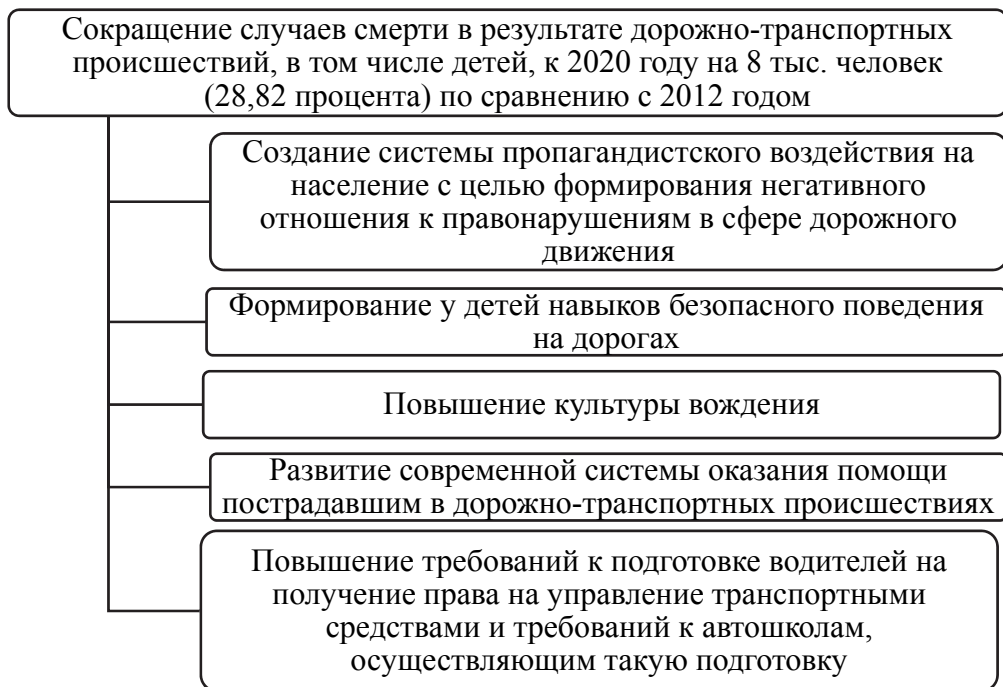 Сокращение случаев смерти в результате дорожно-транспортных
происшествий, в том числе детей, к 2020 году на 8 тыс. человек
(28,82 процента) по сравнению с 2012 годом
Создание системы пропагандистского воздействия на
население с целью формирования негативного
отношения к правонарушениям в сфере дорожного
движения
Формирование у детей навыков безопасного поведения
на дорогах
Повышение культуры вождения
Развитие современной системы оказания помощи
пострадавшим в дорожно-транспортных происшествиях
Повышение требований к подготовке водителей на
получение права на управление транспортными
средствами и требований к автошколам,
осуществляющим такую подготовку